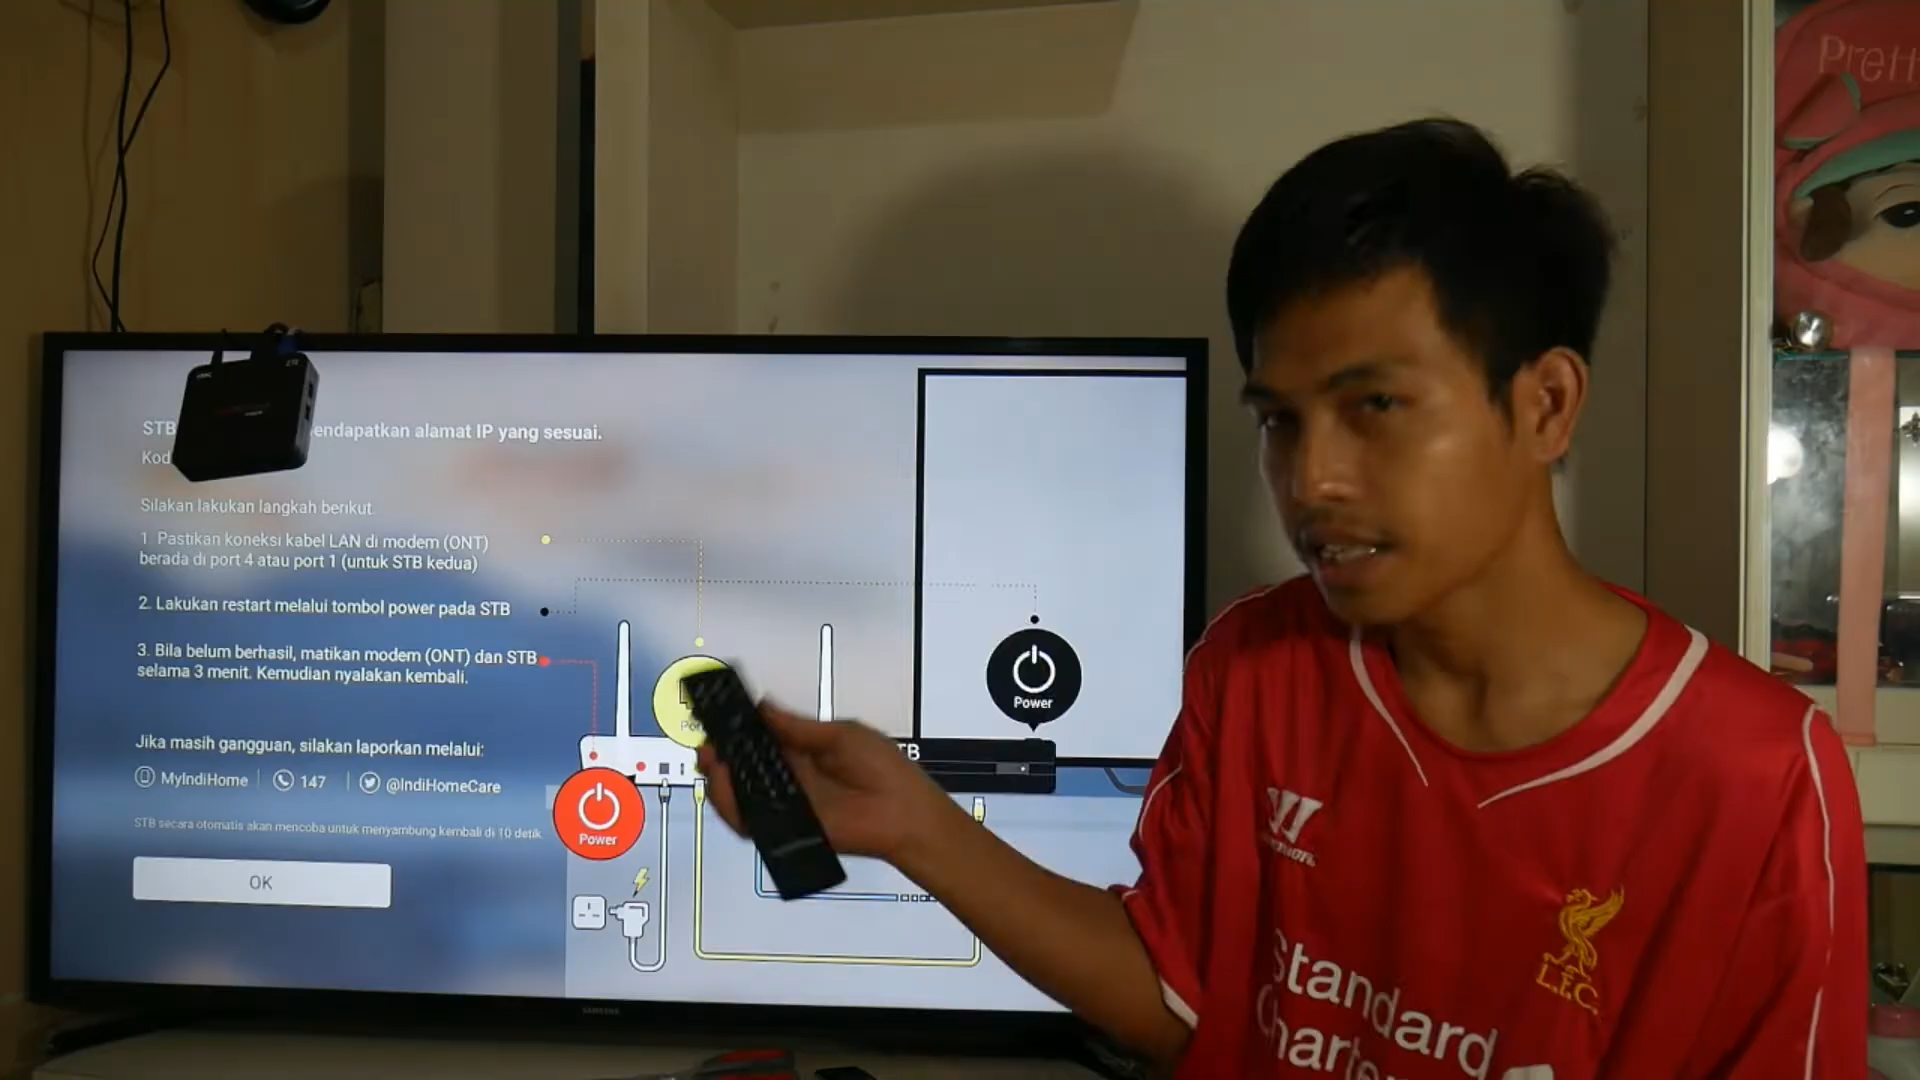 STB endapatkan alamat IP yang sesuai.
Kod
Silakan lakukan langkah berikut.
1. Pastikan koneksi kabel LAN di modem (ONT)
berada di port 4 atau port 1 (untuk STB kedua)
2. Lakukan restart melalui tombol power pada STB
3. Bila belum berhasil, matikan modem (ONT) dan STB
selama 3 menit. Kemudian nyalakan kembali.
Jika masih gangguan, silakan laporkan melalui:
MyIndiHome
147
@IndiHomeCare
STB secara otomatis akan mencoba untuk menyambung kembali di 10 detik.
OK
Power
Por
TB
Power
SAMSUNG
ZTE
Prett
L.F.C.
Standard
Charte